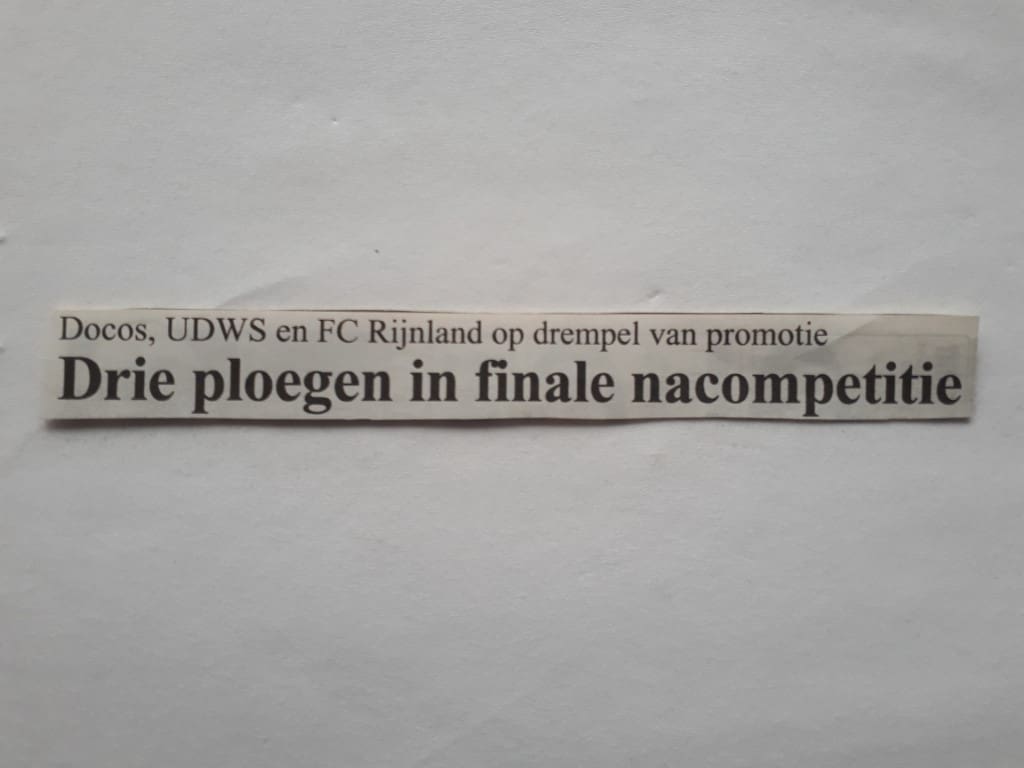 Docos, UDWS en FC Rijnland op drempel van promotie
Drie ploegen in finale nacompetitie